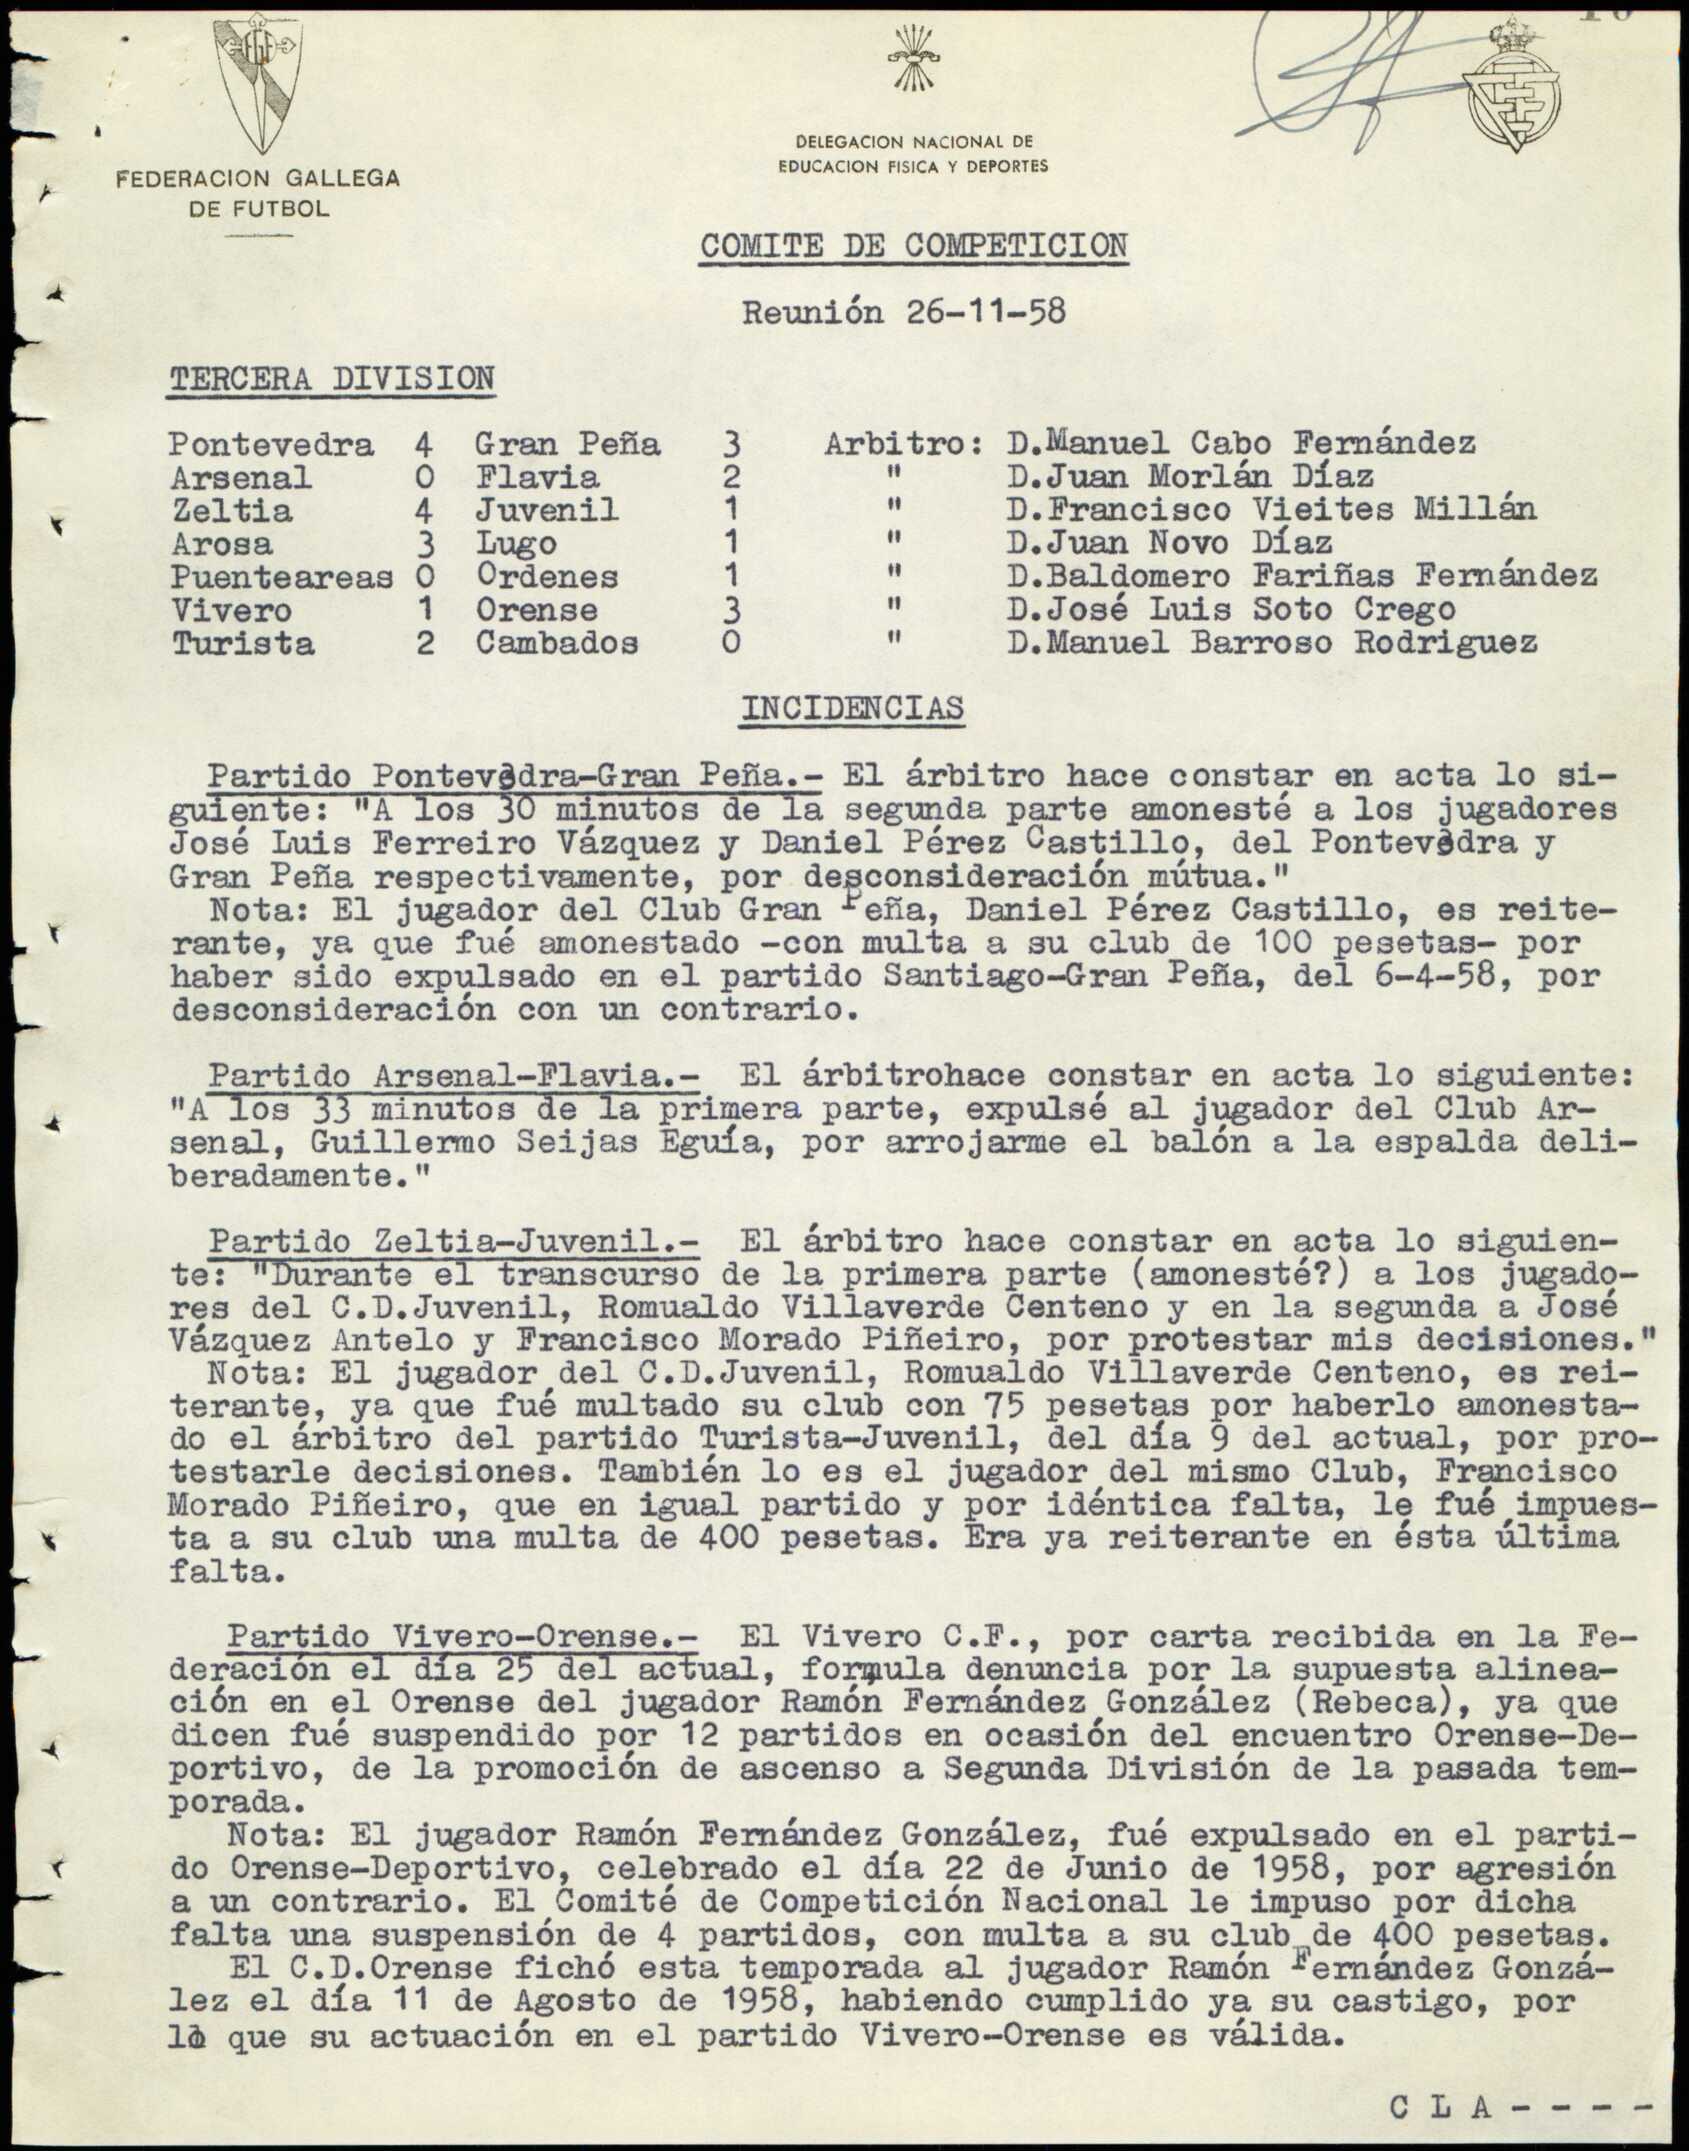 FEDERACION GALLEGA
DE FUTBOL
DELEGACION NACIONAL DE
EDUCACION FISICA Y DEPORTES
COMITE DE COMPETICION
Reunión 26-11-58
TERCERA DIVISION
Pontevedra 4 Gran Peña 3 Arbitro: D.Manuel Cabo Fernández
Arsenal 0 Flavia 2 " D.Juan Morlán Díaz
Zeltia 4 Juvenil 1 " D.Francisco Vieites Millán
Arosa 3 Lugo 1 " D.Juan Novo Díaz
Puenteareas 0 Ordenes 1 " D.Baldomero Fariñas Fernández
Vivero 1 Orense 3 " D.José Luis Soto Crego
Turista 2 Cambados 0 " D.Manuel Barroso Rodriguez
INCIDENCIAS
Partido Pontevedra-Gran Peña.- El árbitro hace constar en acta lo si-
guiente: "A los 30 minutos de la segunda parte amonesté a los jugadores
José Luis Ferreiro Vázquez y Daniel Pérez Castillo, del Pontevedra y
Gran Peña respectivamente, por desconsideración mútua."
Nota: El jugador del Club Gran Peña, Daniel Pérez Castillo, es reite-
rante, ya que fué amonestado -con multa a su club de 100 pesetas- por
haber sido expulsado en el partido Santiago-Gran Peña, del 6-4-58, por
desconsideración con un contrario.
Partido Arsenal-Flavia.- El árbitrohace constar en acta lo siguiente:
"A los 33 minutos de la primera parte, expulsé al jugador del Club Ar-
senal, Guillermo Seijas Eguía, por arrojarme el balón a la espalda deli-
beradamente."
Partido Zeltia-Juvenil.- El árbitro hace constar en acta lo siguien-
te: "Durante el transcurso de la primera parte (amonesté?) a los jugado-
res del C.D.Juvenil, Romualdo Villaverde Centeno y en la segunda a José
Vázquez Antelo y Francisco Morado Piñeiro, por protestar mis decisiones."
Nota: El jugador del C.D.Juvenil, Romualdo Villaverde Centeno, es rei-
terante, ya que fué multado su club con 75 pesetas por haberlo amonesta-
do el árbitro del partido Turista-Juvenil, del día 9 del actual, por pro-
testarle decisiones. También lo es el jugador del mismo Club, Francisco
Morado Piñeiro, que en igual partido y por idéntica falta, le fué impues-
ta a su club una multa de 400 pesetas. Era ya reiterante en ésta última
falta.
Partido Vivero-Orense.- El Vivero C.F., por carta recibida en la Fe-
deración el día 25 del actual, formula denuncia por la supuesta alinea-
ción en el Orense del jugador Ramón Fernández González (Rebeca), ya que
dicen fué suspendido por 12 partidos en ocasión del encuentro Orense-De-
portivo, de la promoción de ascenso a Segunda División de la pasada tem-
porada.
Nota: El jugador Ramón Fernández González, fué expulsado en el parti-
do Orense-Deportivo, celebrado el día 22 de Junio de 1958, por agresión
a un contrario. El Comité de Competición Nacional le impuso por dicha
falta una suspensión de 4 partidos, con multa a su club de 400 pesetas.
El C.D.Orense fichó esta temporada al jugador Ramón Fernández Gonzá-
lez el día 11 de Agosto de 1958, habiendo cumplido ya su castigo, por
lo que su actuación en el partido Vivero-Orense es válida.
C L A - - - -